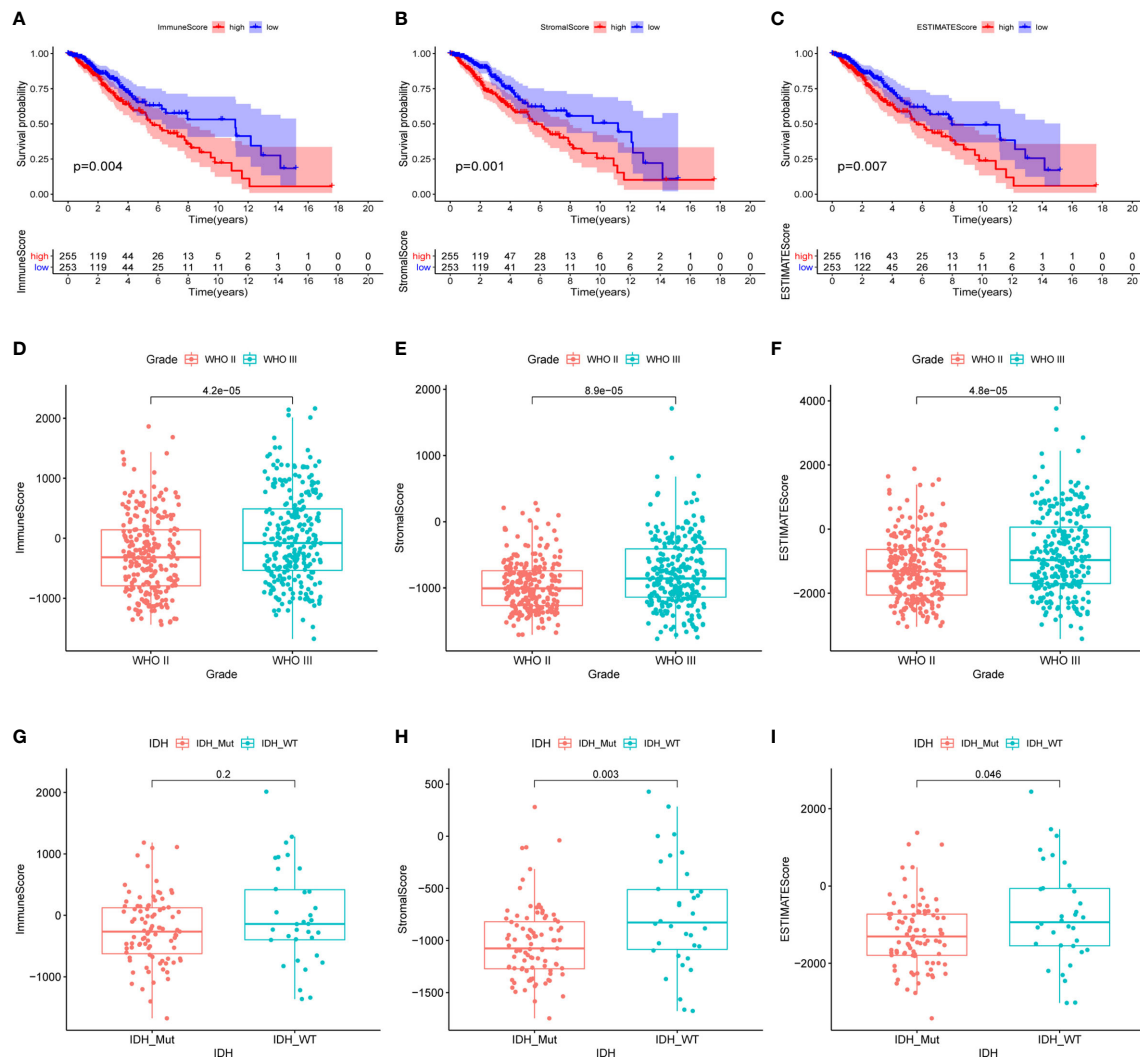 A
ImmuneScore high low
1.00
0.75
0.50
0.25
0.00
Survival probability
p=0.004
0 2 4 6 8 10 12 14 16 18 20
Time(years)
ImmuneScore
high 255 119 44 26 13 5 2 1 1 0 0
low 253 119 44 25 11 11 6 3 0 0 0
0 2 4 6 8 10 12 14 16 18 20
Time(years)
B
StromalScore high low
1.00
0.75
0.50
0.25
0.00
Survival probability
p=0.001
0 2 4 6 8 10 12 14 16 18 20
Time(years)
StromalScore
high 255 119 47 28 13 6 2 2 1 0 0
low 253 119 41 23 11 10 6 2 0 0 0
0 2 4 6 8 10 12 14 16 18 20
Time(years)
C
ESTIMATEScore high low
1.00
0.75
0.50
0.25
0.00
Survival probability
p=0.007
0 2 4 6 8 10 12 14 16 18 20
Time(years)
ESTIMATEScore
high 255 116 43 25 13 5 2 1 1 0 0
low 253 122 45 26 11 11 6 3 0 0 0
0 2 4 6 8 10 12 14 16 18 20
Time(years)
D
Grade WHO II WHO III
4.2e−05
2000
1000
0
−1000
ImmuneScore
WHO II WHO III
Grade
E
Grade WHO II WHO III
8.9e−05
2000
1000
0
−1000
StromalScore
WHO II WHO III
Grade
F
Grade WHO II WHO III
4.8e−05
4000
2000
0
−2000
ESTIMATEScore
WHO II WHO III
Grade
G
IDH IDH_Mut IDH_WT
0.2
2000
1000
0
−1000
ImmuneScore
IDH_Mut IDH_WT
IDH
H
IDH IDH_Mut IDH_WT
0.003
500
0
−500
−1000
−1500
StromalScore
IDH_Mut IDH_WT
IDH
I
IDH IDH_Mut IDH_WT
0.046
2000
0
−2000
ESTIMATEScore
IDH_Mut IDH_WT
IDH